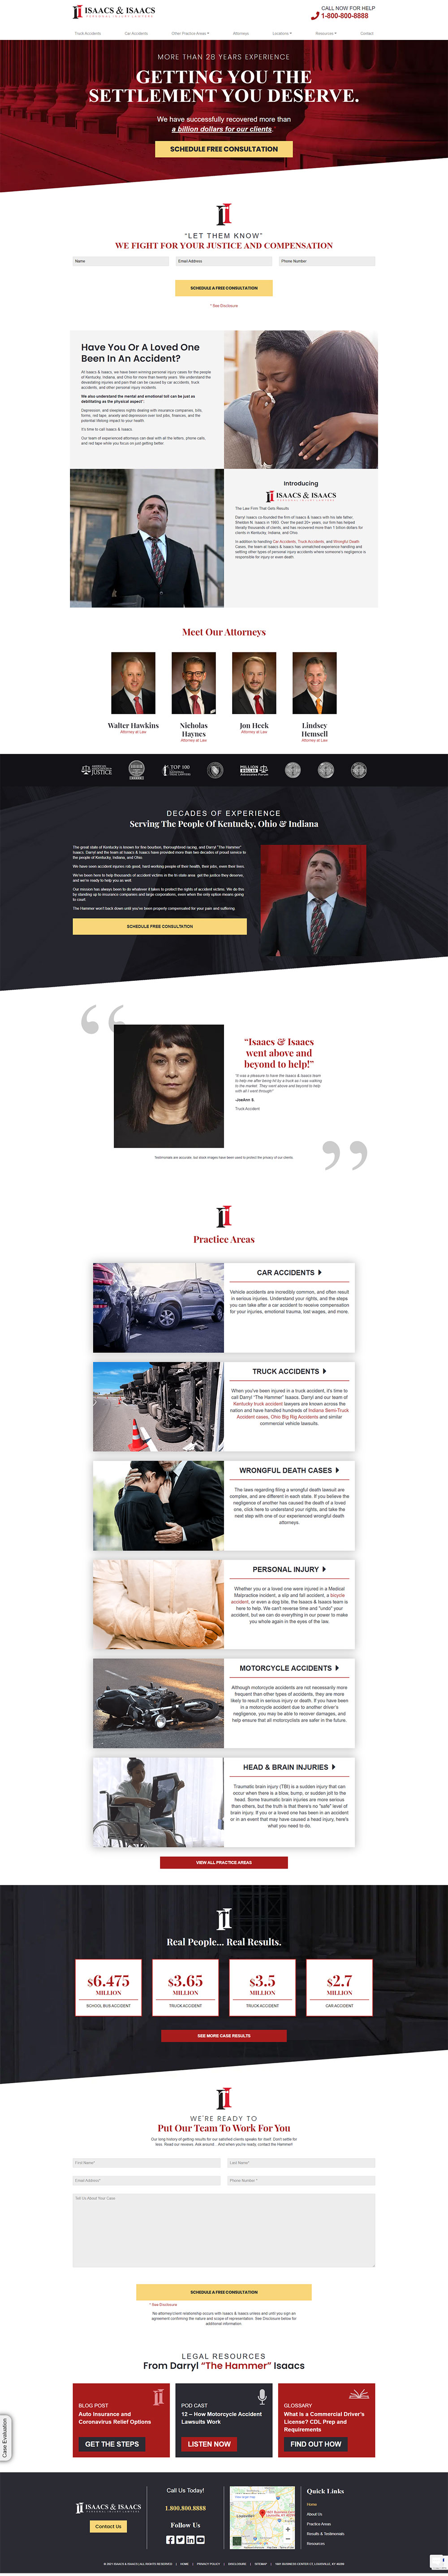 ISAACS & ISAACS
PERSONAL INJURY LAWYERS
CALL NOW FOR HELP
1-800-800-8888
Truck Accidents
Car Accidents
Other Practice Areas
Attorneys
Locations
Resources
Contact
MORE THAN 28 YEARS EXPERIENCE
GETTING YOU THE
SETTLEMENT YOU DESERVE.
We have successfully recovered more than
a billion dollars for our clients.*
SCHEDULE FREE CONSULTATION
“LET THEM KNOW”
WE FIGHT FOR YOUR JUSTICE AND COMPENSATION
Name
Email Address
Phone Number
SCHEDULE A FREE CONSULTATION
* See Disclosure
Have You Or A Loved One
Been In An Accident?
At Isaacs & Isaacs, we have been winning personal injury cases for the people
of Kentucky, Indiana, and Ohio for more than twenty years. We understand the
devastating injuries and pain that can be caused by car accidents, truck
accidents, and other personal injury accidents.
We also understand the mental and emotional toll can be just as
debilitating as the physical aspect*.
Depression, and sleepless nights dealing with insurance companies, bills,
forms, red tape, anxiety and depression over lost jobs, finances, and the
potential lifelong impact to your health.
It's time to call Isaacs & Isaacs
Our team of experienced attorneys can deal with all the letters, phone calls,
and red tape while you focus on just getting better.
Introducing
ISAACS & ISAACS
The Law Firm That Gets Results
Darryl Isaacs co-founded the firm of Isaacs & Isaacs with his late father,
Sheldon N. Isaacs in 1993. Over the past 20+ years, our firm has helped
literally thousands of clients, and has recovered more than 1 billion dollars for
clients in Kentucky, Indiana, and Ohio.
In addition to handling Car Accidents, Truck Accidents, and Wrongful Death
Cases, the team at Isaacs & Isaacs has unmatched experience handling and
settling other types of personal injury accidents where someone's negligence is
responsible for injury or even death.
Meet Our Attorneys
Walter Hawkins
Attorney at Law
Nicholas
Haynes
Attorney at Law
Jon Heck
Attorney at Law
Lindsey
Hemsell
Attorney at Law
JUSTICE
TOP 100
DECADES OF EXPERIENCE
Serving The People Of Kentucky, Ohio & Indiana
The great state of Kentucky is known for fine bourbon, thoroughbred racing, and Darryl "The Hammer"
Isaacs. Darryl and the team at Isaacs & Isaacs have provided more than two decades of proud service to
the people of Kentucky, Indiana, and Ohio.
We have seen accident injuries rob good, hard working people of their health, their jobs, even their lives.
We've been here to help thousands of accident victims in the tri state area get the justice they deserve,
and we're ready to help you as well.
Our mission has always been to do whatever it takes to protect the rights of accident victims. We do this
by standing up to insurance companies and large corporations, even when the only option means going
to court.
The Hammer won't back down until you've been properly compensated for your pain and suffering.
SCHEDULE FREE CONSULTATION
“Isaacs & Isaacs
went above and
beyond to help!”
"It was a pleasure to have the Isaacs & Isaacs team
to help me after being hit by a truck as I was walking
to the market. They went above and beyond to help
with all I went through!"
-JoeAnn S.
Truck Accident
Testimonials are accurate, but stock images have been used to protect the privacy of our clients.
Practice Areas
CAR ACCIDENTS
Vehicle accidents are incredibly common, and often result
in serious injuries. Understand your rights, and the steps
you can take after a car accident to receive compensation
for your injuries, emotional trauma, lost wages, and more.
TRUCK ACCIDENTS
When you've been injured in a truck accident, it's time to
call Darryl "The Hammer" Isaacs. Darryl and our team of
Kentucky truck accident lawyers are known across the
nation and have handled hundreds of Indiana Semi-Truck
Accident cases, Ohio Big Rig Accidents and similar
commercial vehicle lawsuits.
WRONGFUL DEATH CASES
The laws regarding filing a wrongful death lawsuit are
complex, and are different in each state. If you believe the
negligence of another has caused the death of a loved
one, click here to understand your rights, and take the
next step with one of our experienced wrongful death
attorneys.
PERSONAL INJURY
Whether you or a loved one were injured in a Medical
Malpractice incident, a slip and fall accident, a bicycle
accident, or even a dog bite, the Isaacs & Isaacs team is
here to help. We can't reverse time and "undo" your
accident, but we can do everything in our power to make
you whole again in the eyes of the law.
MOTORCYCLE ACCIDENTS
Although motorcycle accidents are not necessarily more
frequent than other types of accidents, they are more
likely to result in serious injury or death. If you have been
in a motorcycle accident due to another driver's
negligence, you may be able to recover damages, and
help ensure that all motorcyclists are safer in the future.
HEAD & BRAIN INJURIES
Traumatic brain injury (TBI) is a sudden injury that can
occur when there is a blow, bump, or sudden jolt to the
head. Some traumatic brain injuries are more serious
than others, but the truth is that there's no "safe" level of
brain injury. If you or a loved one has been in an accident
or in an event that may have caused a head injury, here's
what you need to do.
VIEW ALL PRACTICE AREAS
Real People... Real Results.
$6.475
MILLION
SCHOOL BUS ACCIDENT
$3.65
MILLION
TRUCK ACCIDENT
$3.5
MILLION
TRUCK ACCIDENT
$2.7
MILLION
CAR ACCIDENT
SEE MORE CASE RESULTS
WE'RE READY TO
Put Our Team To Work For You
Our long history of getting results for our satisfied clients speaks for itself. Don't settle for
less. Read our reviews. Ask around... And when you're ready, contact the Hammer!
First Name*
Last Name*
Email Address*
Phone Number *
Tell Us About Your Case
SCHEDULE A FREE CONSULTATION
* See Disclosure
*No attorney/client relationship occurs with Isaacs & Isaacs unless and until you sign an
agreement confirming the nature and scope of representation. See Disclosure below for
additional information
LEGAL RESOURCES
From Darryl “The Hammer” Isaacs
BLOG POST
Auto Insurance and
Coronavirus Relief Options
GET THE STEPS
POD CAST
12 – How Motorcycle Accident
Lawsuits Work
LISTEN NOW
GLOSSARY
What Is a Commercial Driver's
License? CDL Prep and
Requirements
FIND OUT HOW
Case Evaluation
ISAACS & ISAACS
Contact Us
Call Us Today!
1.800.800.8888
Follow Us
Quick Links
Home
About Us
Practice Areas
Results & Testimonials
Resources
© 2021 ISAACS & ISAACS | ALL RIGHTS RESERVED | HOME | PRIVACY POLICY | DISCLOSURE | SITEMAP | 1601 BUSINESS CENTER CT, LOUISVILLE, KY 40299